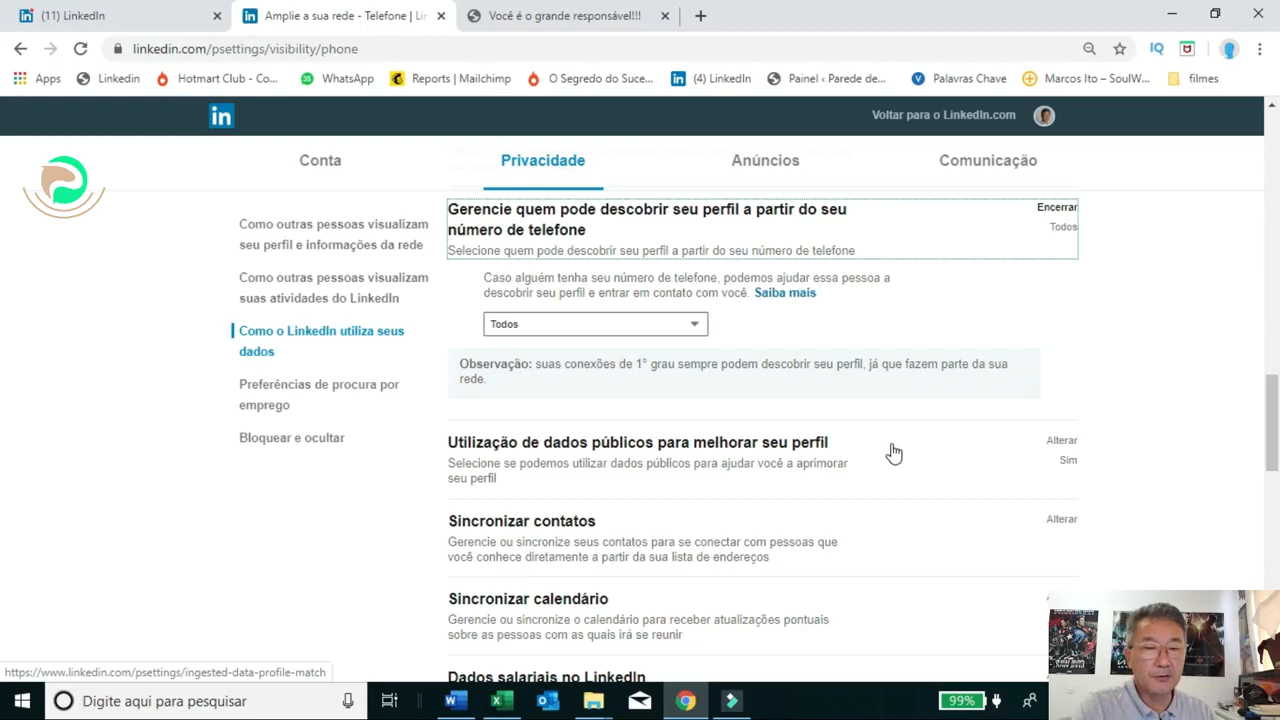 (11) LinkedIn
Amplie a sua rede - Telefone | Lin
Você é o grande responsável!!!
linkedin.com/psettings/visibility/phone
Apps
Linkedin
Hotmart Club - Co...
WhatsApp
Reports | Mailchimp
O Segredo do Suce...
(4) LinkedIn
Painel ‹ Parede de...
Palavras Chave
Marcos Ito – SoulW...
filmes
in
Voltar para o LinkedIn.com
Conta
Privacidade
Anúncios
Comunicação
Como outras pessoas visualizam
seu perfil e informações da rede
Como outras pessoas visualizam
suas atividades do LinkedIn
Como o LinkedIn utiliza seus
dados
Preferências de procura por
emprego
Bloquear e ocultar
Gerencie quem pode descobrir seu perfil a partir do seu
número de telefone
Encerrar
Todos
Selecione quem pode descobrir seu perfil a partir do seu número de telefone
Caso alguém tenha seu número de telefone, podemos ajudar essa pessoa a
descobrir seu perfil e entrar em contato com você. Saiba mais
Todos
Observação: suas conexões de 1° grau sempre podem descobrir seu perfil, já que fazem parte da sua
rede.
Utilização de dados públicos para melhorar seu perfil
Alterar
Sim
Selecione se podemos utilizar dados públicos para ajudar você a aprimorar
seu perfil
Sincronizar contatos
Alterar
Gerencie ou sincronize seus contatos para se conectar com pessoas que
você conhece diretamente a partir da sua lista de endereços
Sincronizar calendário
Gerencie ou sincronize o calendário para receber atualizações pontuais
sobre as pessoas com as quais irá se reunir
Dados salariais no LinkedIn
https://www.linkedin.com/psettings/ingested-data-profile-match
Digite aqui para pesquisar
99%